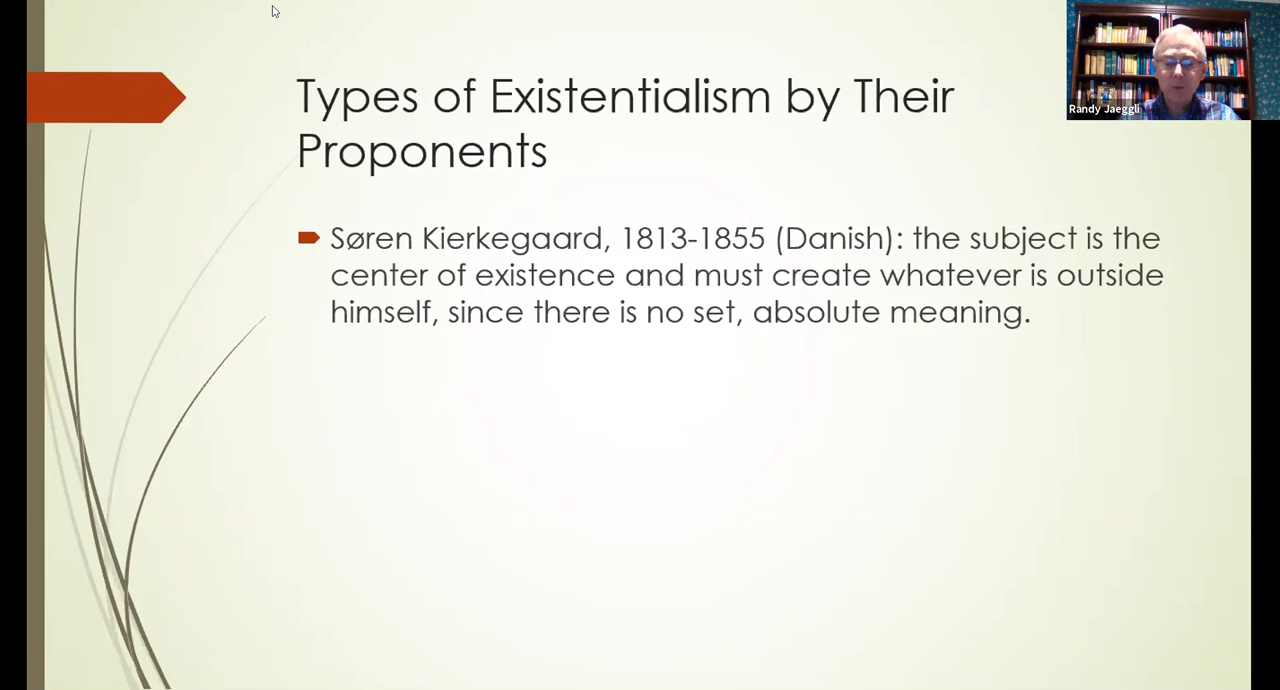 Types of Existentialism by Their
Proponents
Randy Jaeggli
Søren Kierkegaard, 1813-1855 (Danish): the subject is the
center of existence and must create whatever is outside
himself, since there is no set, absolute meaning.